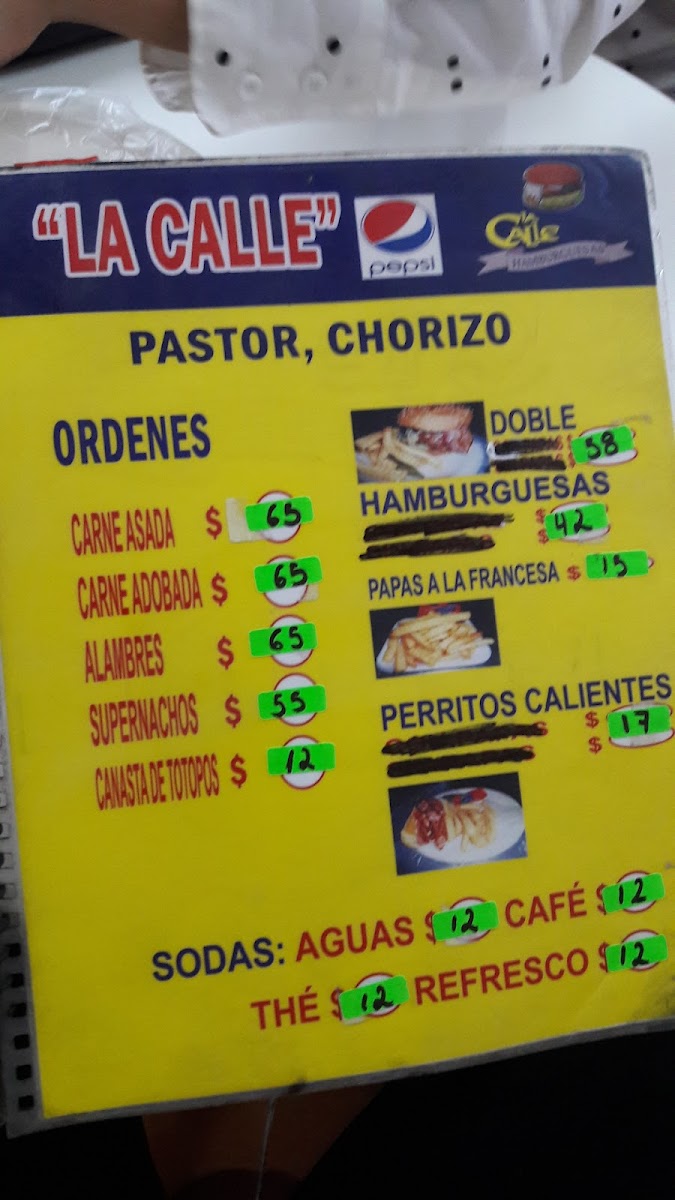 "LA CALLE"
pepsi
LA
CALLE
HAMBURGUESAS
PASTOR, CHORIZO
ORDENES
CARNE ASADA $ 65
CARNE ADOBADA $ 65
ALAMBRES $ 65
SUPERNACHOS $ 55
CANASTA DE TOTOPOS $ 12
DOBLE
$ 58
HAMBURGUESAS
$ 42
$
PAPAS A LA FRANCESA $ 15
PERRITOS CALIENTES
$ 17
$
SODAS: AGUAS $ 12 CAFÉ $ 12
THÉ $ 12 REFRESCO $ 12